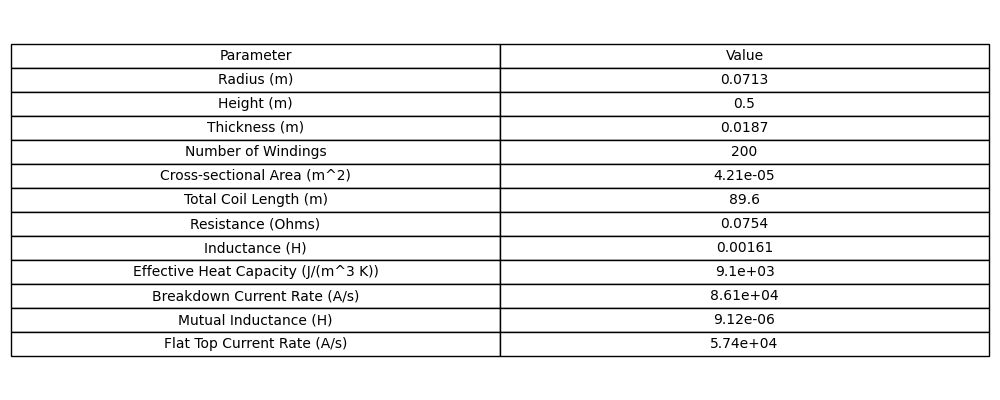 Parameter Value
Radius (m) 0.0713
Height (m) 0.5
Thickness (m) 0.0187
Number of Windings 200
Cross-sectional Area (m^2) 4.21e-05
Total Coil Length (m) 89.6
Resistance (Ohms) 0.0754
Inductance (H) 0.00161
Effective Heat Capacity (J/(m^3 K)) 9.1e+03
Breakdown Current Rate (A/s) 8.61e+04
Mutual Inductance (H) 9.12e-06
Flat Top Current Rate (A/s) 5.74e+04